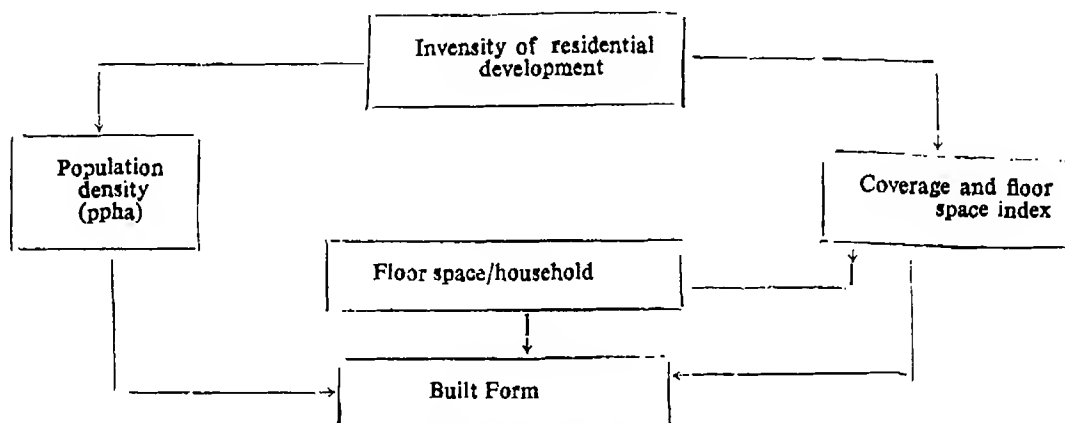 Invensity of residential
development
Population
density
(ppha)
Coverage and floor
space index
Floor space/household
Built Form